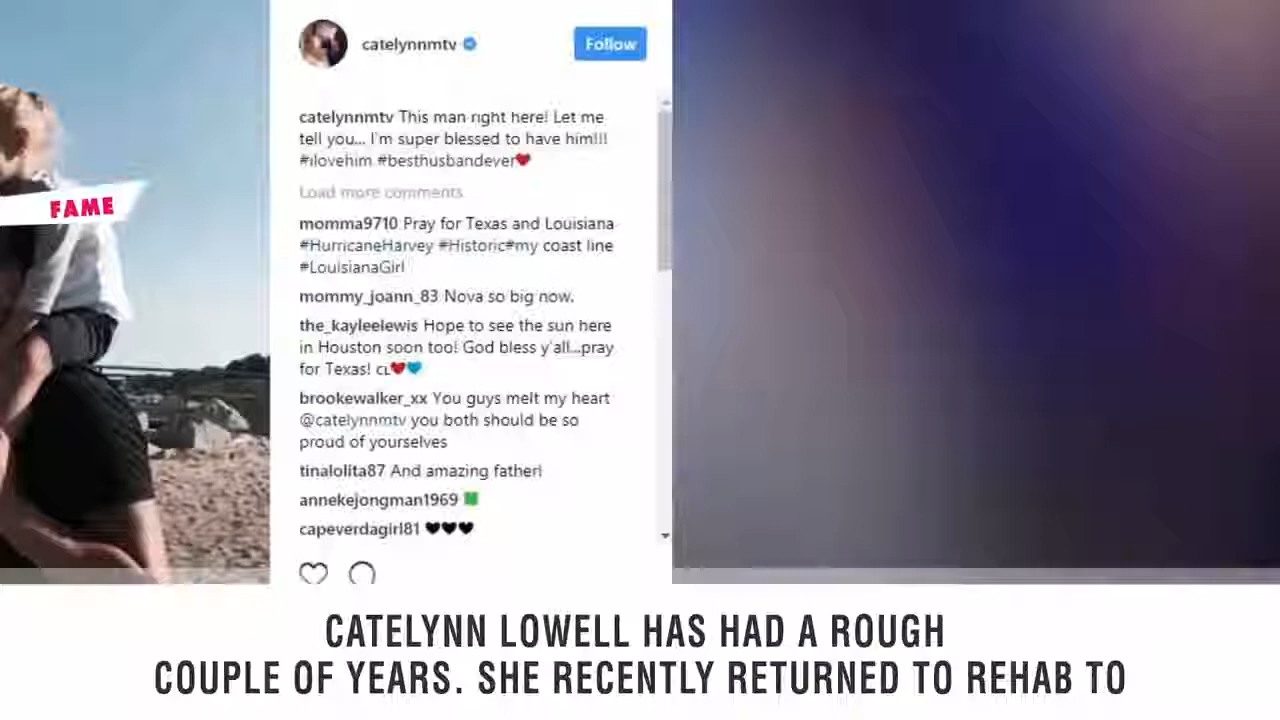 catelynnmtv
Follow
catelynnmtv This man right here! Let me
tell you... I'm super blessed to have him!!!
#ilovehim #besthusbandever❤
Load more comments
momma9710 Pray for Texas and Louisiana
#HurricaneHarvey #Historic#my coast line
#LouisianaGirl
mommy_joann_83 Nova so big now.
the_kayleelewis Hope to see the sun here
in Houston soon too! God bless y'all...pray
for Texas! CL❤💙
brookewalker_xx You guys melt my heart
@catelynnmtv you both should be so
proud of yourselves
tinalolita87 And amazing father!
annekejongman1969
capeverdagirl81 🖤🖤🖤
FAME
CATELYNN LOWELL HAS HAD A ROUGH
COUPLE OF YEARS. SHE RECENTLY RETURNED TO REHAB TO